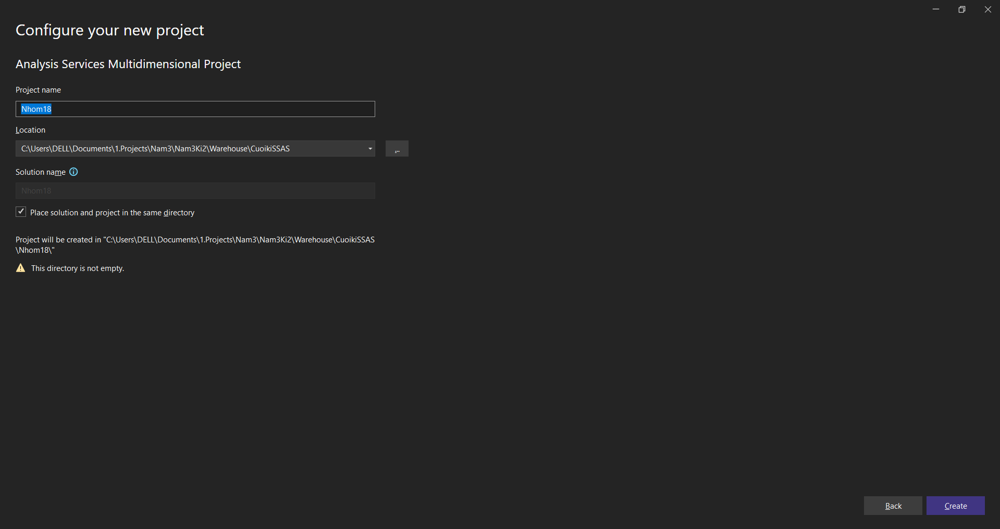 Configure your new project
Analysis Services Multidimensional Project
Project name
Nhom18
Location
C:\Users\DELL\Documents\1.Projects\Nam3\Nam3Ki2\Warehouse\CuoikiSSAS
...
Solution name
Nhom18
Place solution and project in the same directory
Project will be created in "C:\Users\DELL\Documents\1.Projects\Nam3\Nam3Ki2\Warehouse\CuoikiSSAS
\Nhom18\"
This directory is not empty.
Back
Create